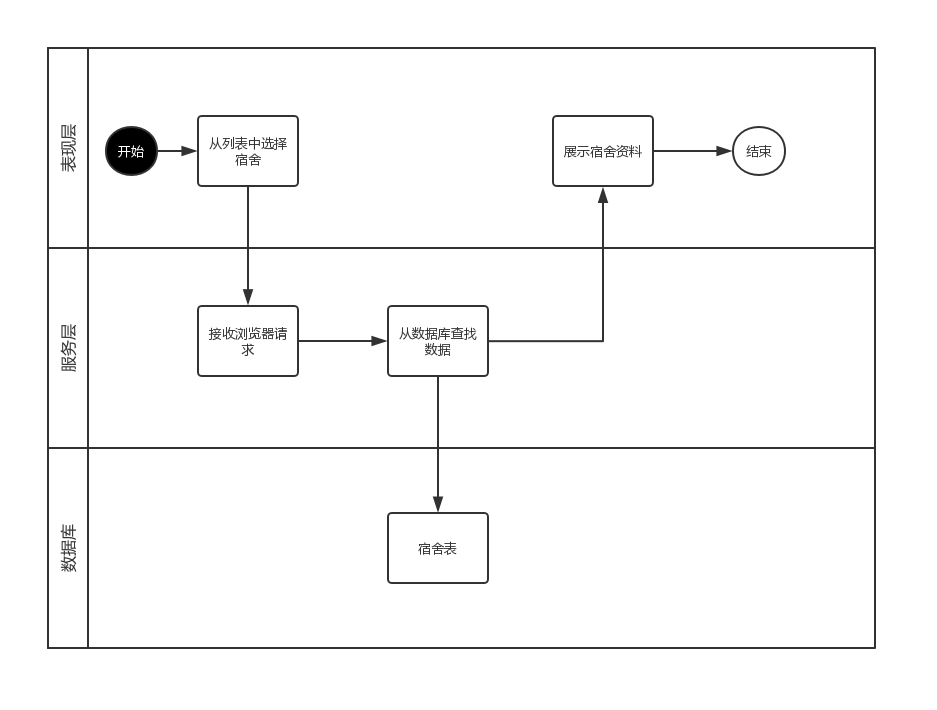 表现层
开始
从列表中选择
宿舍
展示宿舍资料
结束
服务层
接收浏览器请
求
从数据库查找
数据
数据库
宿舍表